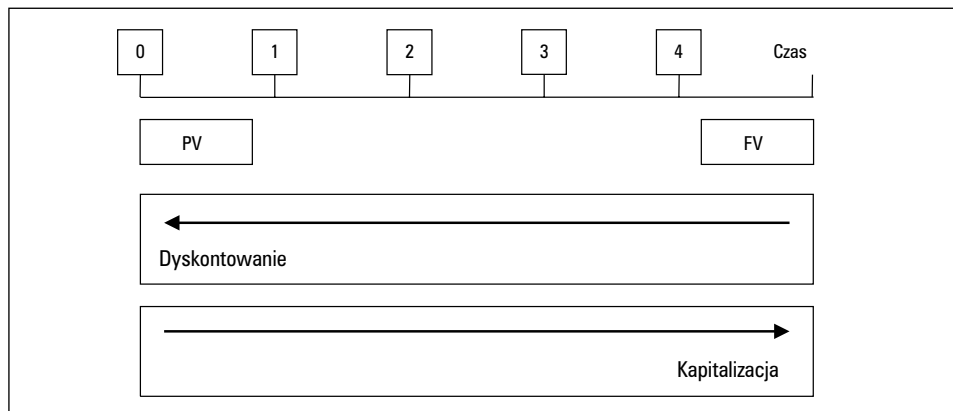 0 1 2 3 4 Czas
PV FV
Dyskontowanie
Kapitalizacja